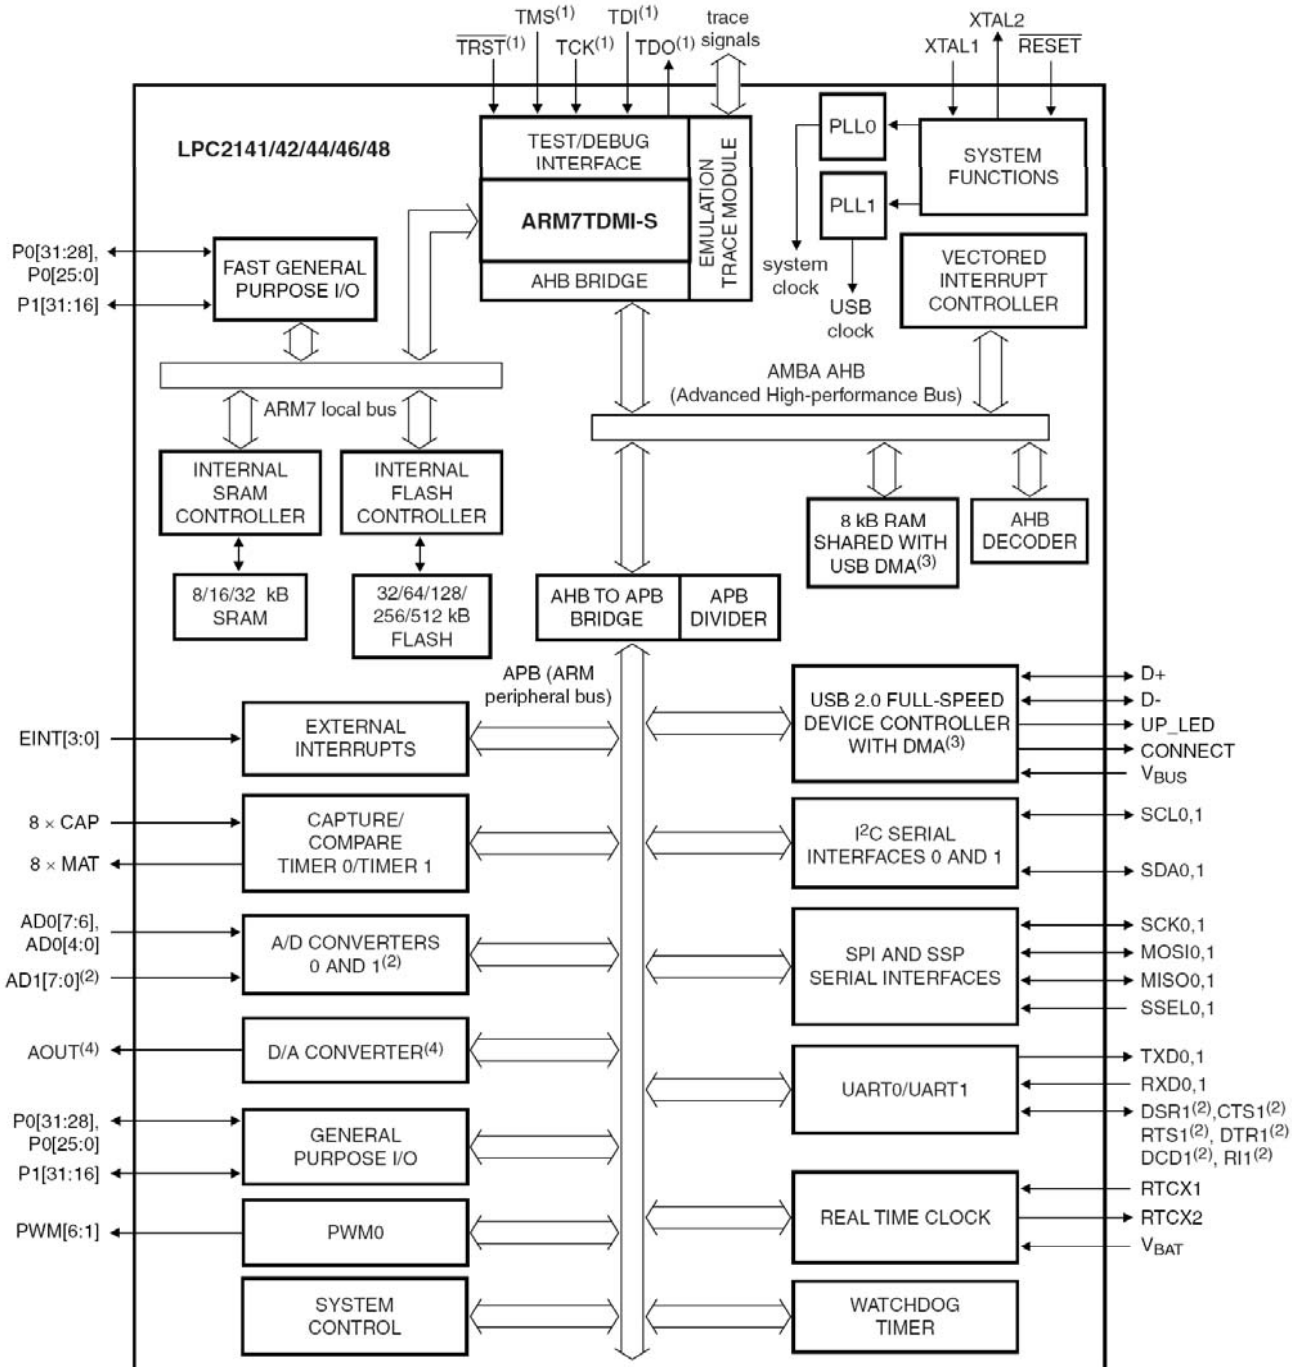 TMS(1)
TDI(1)
trace
signals
TRST(1)
TCK(1)
TDO(1)
XTAL2
XTAL1
RESET
LPC2141/42/44/46/48
TEST/DEBUG
INTERFACE
ARM7TDMI-S
AHB BRIDGE
EMULATION
TRACE MODULE
PLL0
PLL1
SYSTEM
FUNCTIONS
system
clock
USB
clock
VECTORED
INTERRUPT
CONTROLLER
P0[31:28],
P0[25:0]
P1[31:16]
FAST GENERAL
PURPOSE I/O
ARM7 local bus
AMBA AHB
(Advanced High-performance Bus)
INTERNAL
SRAM
CONTROLLER
INTERNAL
FLASH
CONTROLLER
8/16/32 kB
SRAM
32/64/128/
256/512 kB
FLASH
8 kB RAM
SHARED WITH
USB DMA(3)
AHB
DECODER
AHB TO APB
BRIDGE
APB
DIVIDER
APB (ARM
peripheral bus)
EINT[3:0]
EXTERNAL
INTERRUPTS
USB 2.0 FULL-SPEED
DEVICE CONTROLLER
WITH DMA(3)
D+
D-
UP_LED
CONNECT
VBUS
8 × CAP
8 × MAT
CAPTURE/
COMPARE
TIMER 0/TIMER 1
I2C SERIAL
INTERFACES 0 AND 1
SCL0,1
SDA0,1
AD0[7:6],
AD0[4:0]
AD1[7:0](2)
A/D CONVERTERS
0 AND 1(2)
SPI AND SSP
SERIAL INTERFACES
SCK0,1
MOSI0,1
MISO0,1
SSEL0,1
AOUT(4)
D/A CONVERTER(4)
UART0/UART1
TXD0,1
RXD0,1
DSR1(2),CTS1(2)
RTS1(2), DTR1(2)
DCD1(2), RI1(2)
P0[31:28],
P0[25:0]
P1[31:16]
GENERAL
PURPOSE I/O
REAL TIME CLOCK
RTCX1
RTCX2
VBAT
PWM[6:1]
PWM0
SYSTEM
CONTROL
WATCHDOG
TIMER